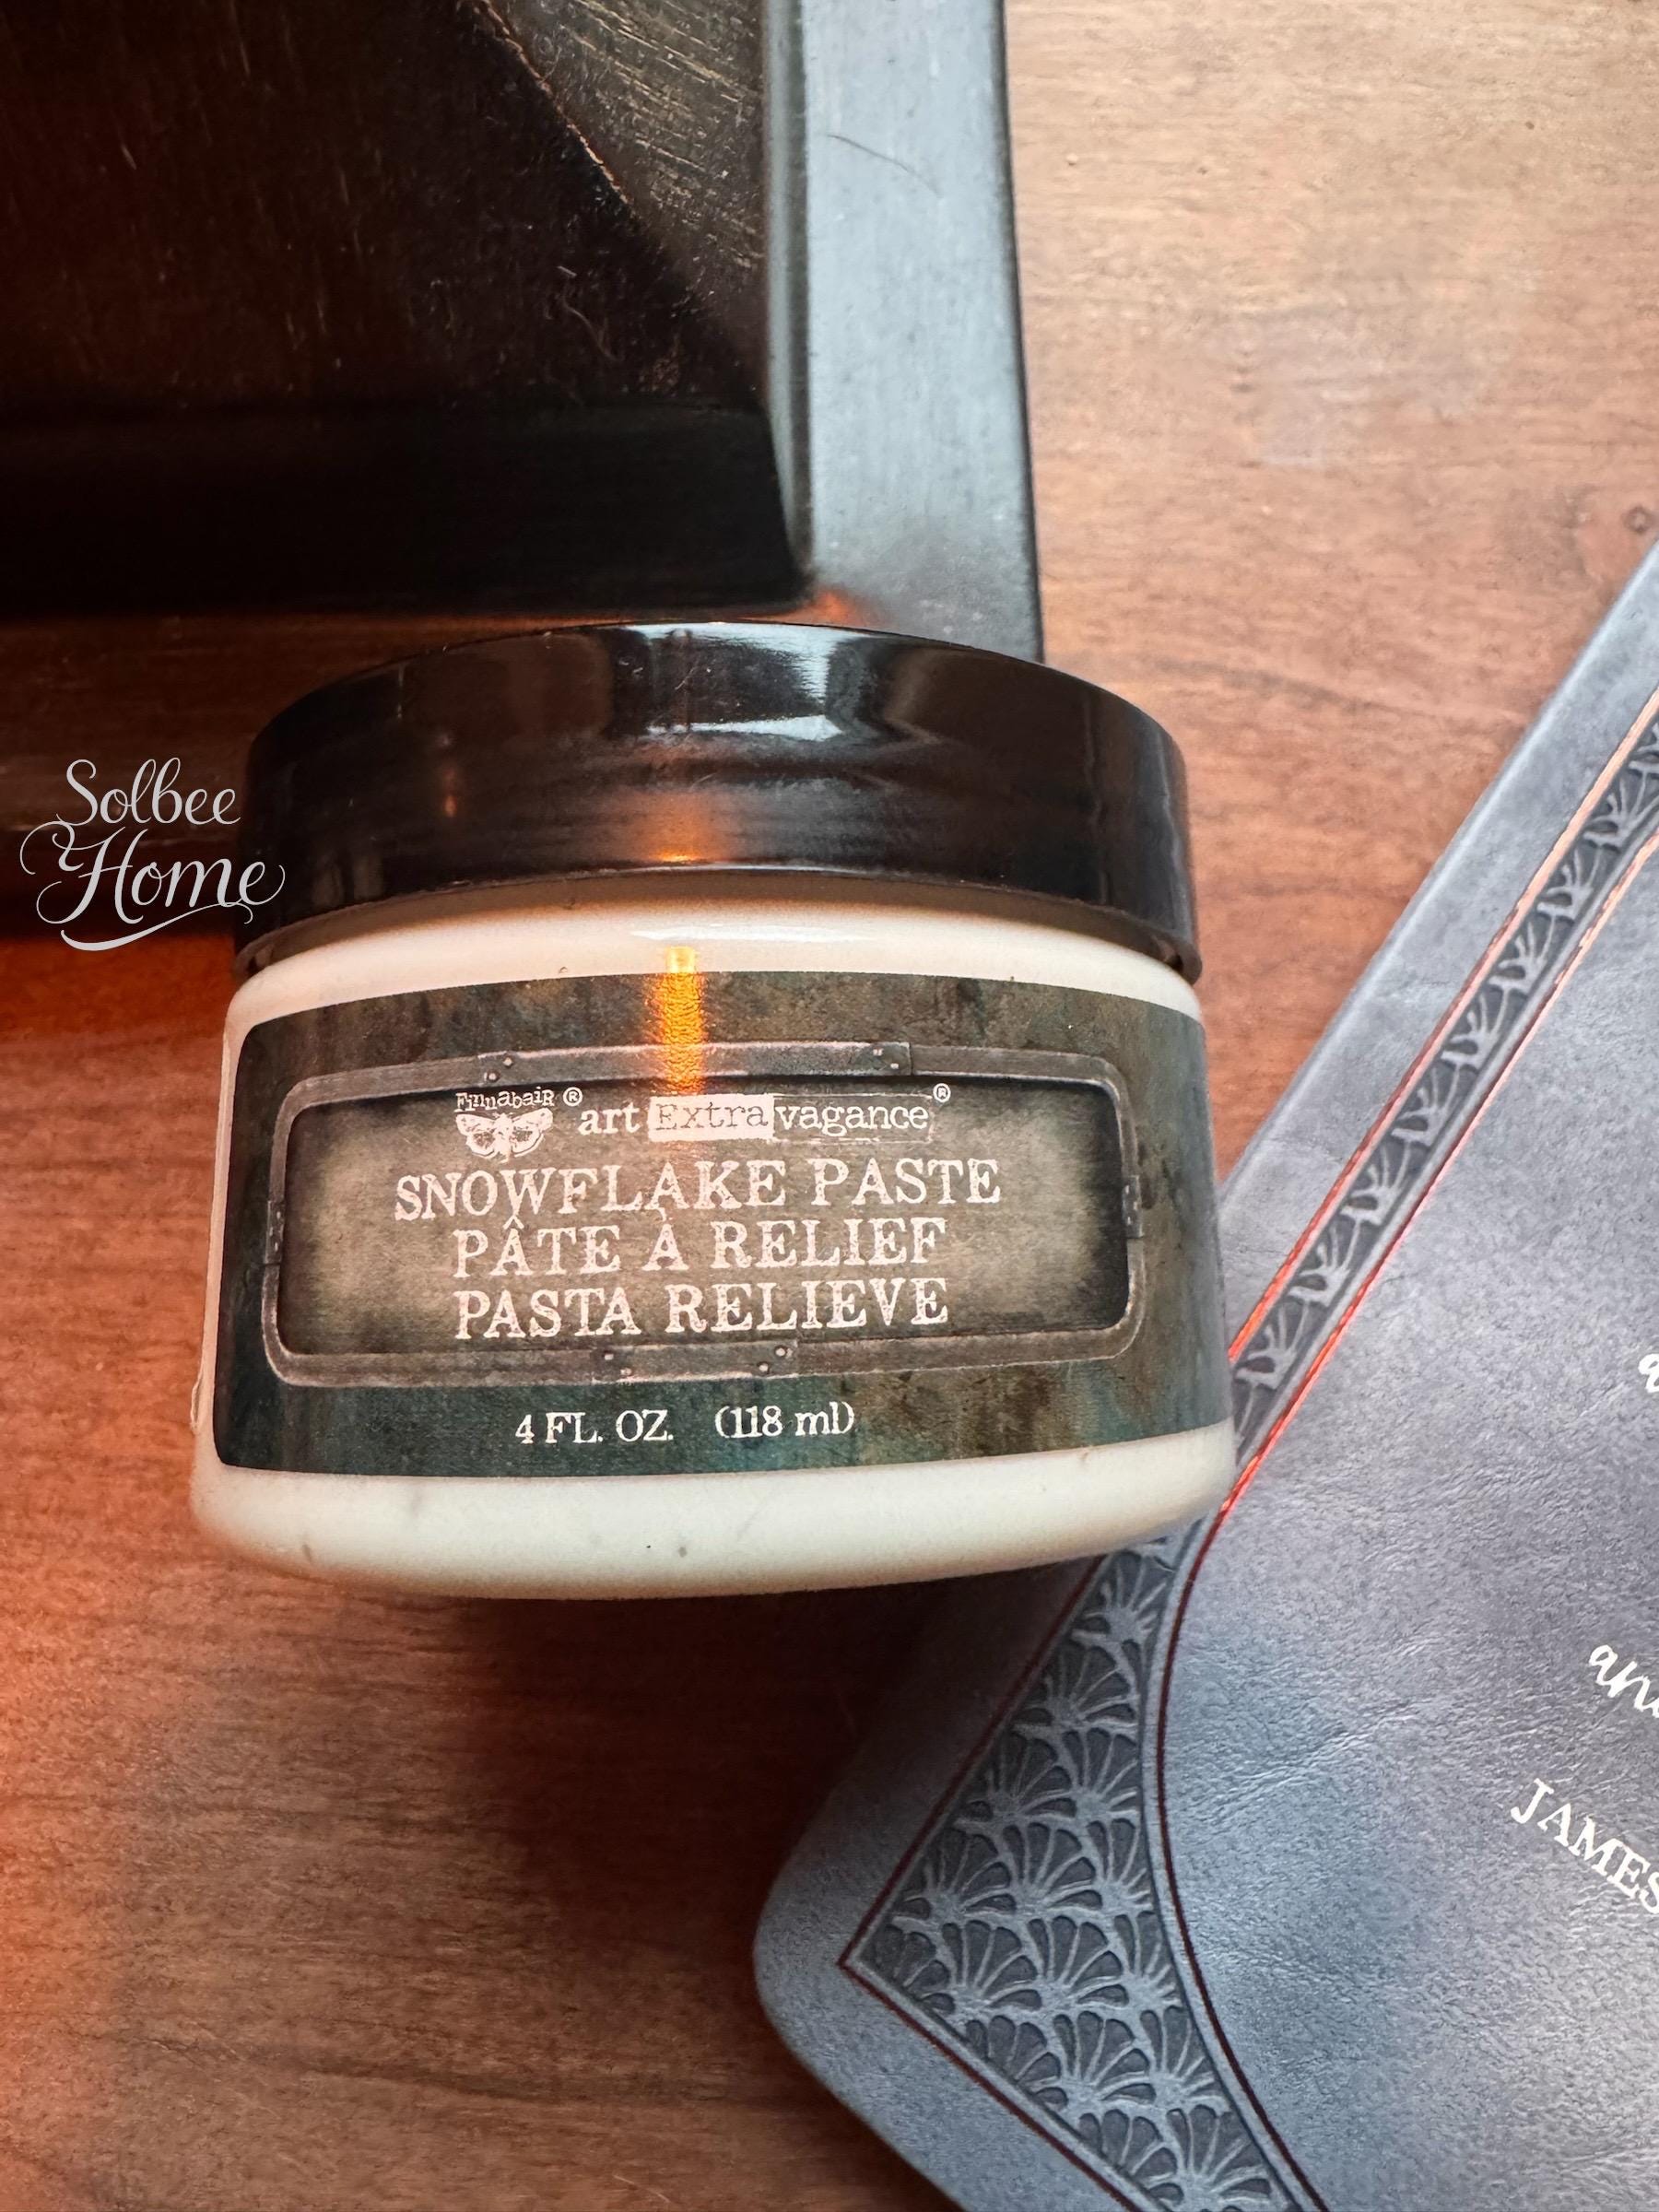 Solbee
Home
Finnabair® art Extravagance®
SNOWFLAKE PASTE
PÂTE À RELIEF
PASTA RELIEVE
4 FL. OZ. (118 ml)
JAMES